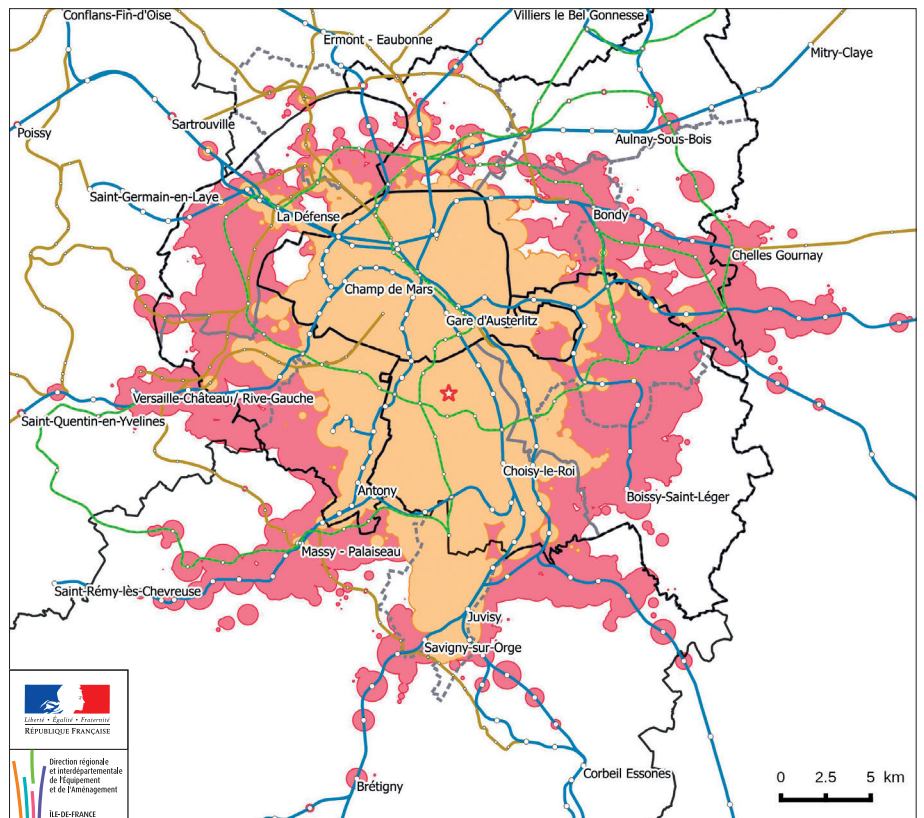 Conflans-Fin-d'Oise
Villiers le Bel Gonnesse
Ermont - Eaubonne
Mitry-Claye
Poissy
Sartrouville
Aulnay-Sous-Bois
Saint-Germain-en-Laye
La Défense
Bondy
Chelles Gournay
Champ de Mars
Gare d'Austerlitz
Versaille-Château / Rive-Gauche
Saint-Quentin-en-Yvelines
Choisy-le-Roi
Antony
Boissy-Saint-Léger
Massy - Palaiseau
Saint-Rémy-lès-Chevreuse
Juvisy
Savigny-sur-Orge
Corbeil Essones
Brétigny
0 2.5 5 km
Liberté • Égalité • Fraternité
RÉPUBLIQUE FRANÇAISE
Direction régionale
et interdépartementale
de l'Équipement
et de l'Aménagement
ÎLE-DE-FRANCE